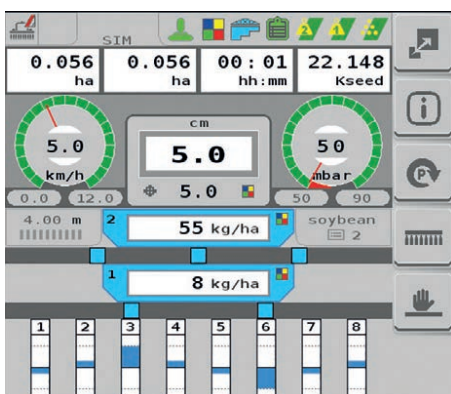 SIM
2 1
0.056 0.056 00:01 22.148
ha ha hh:mm Kseed
cm
5.0 5.0 50
km/h mbar
5.0
0.0 12.0 50 90
4.00 m 2 55 kg/ha soybean
2
1 8 kg/ha
1 2 3 4 5 6 7 8
P